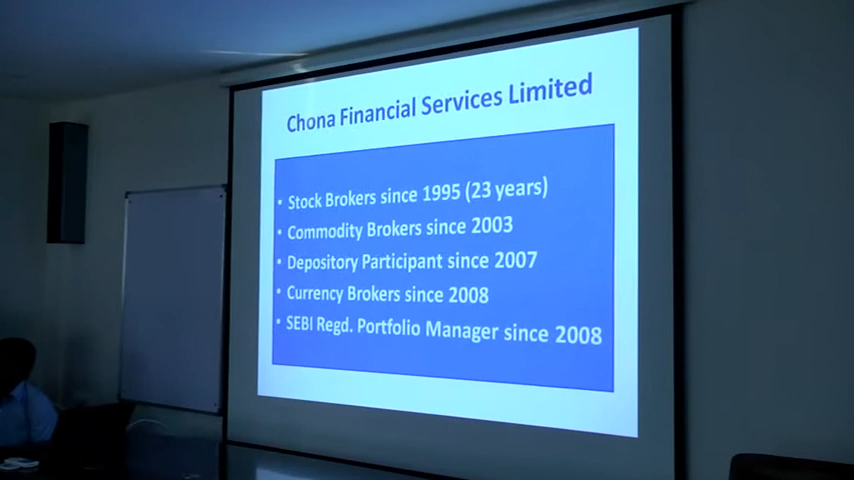 Chona Financial Services Limited
• Stock Brokers since 1995 (23 years)
• Commodity Brokers since 2003
• Depository Participant since 2007
• Currency Brokers since 2008
• SEBI Regd. Portfolio Manager since 2008